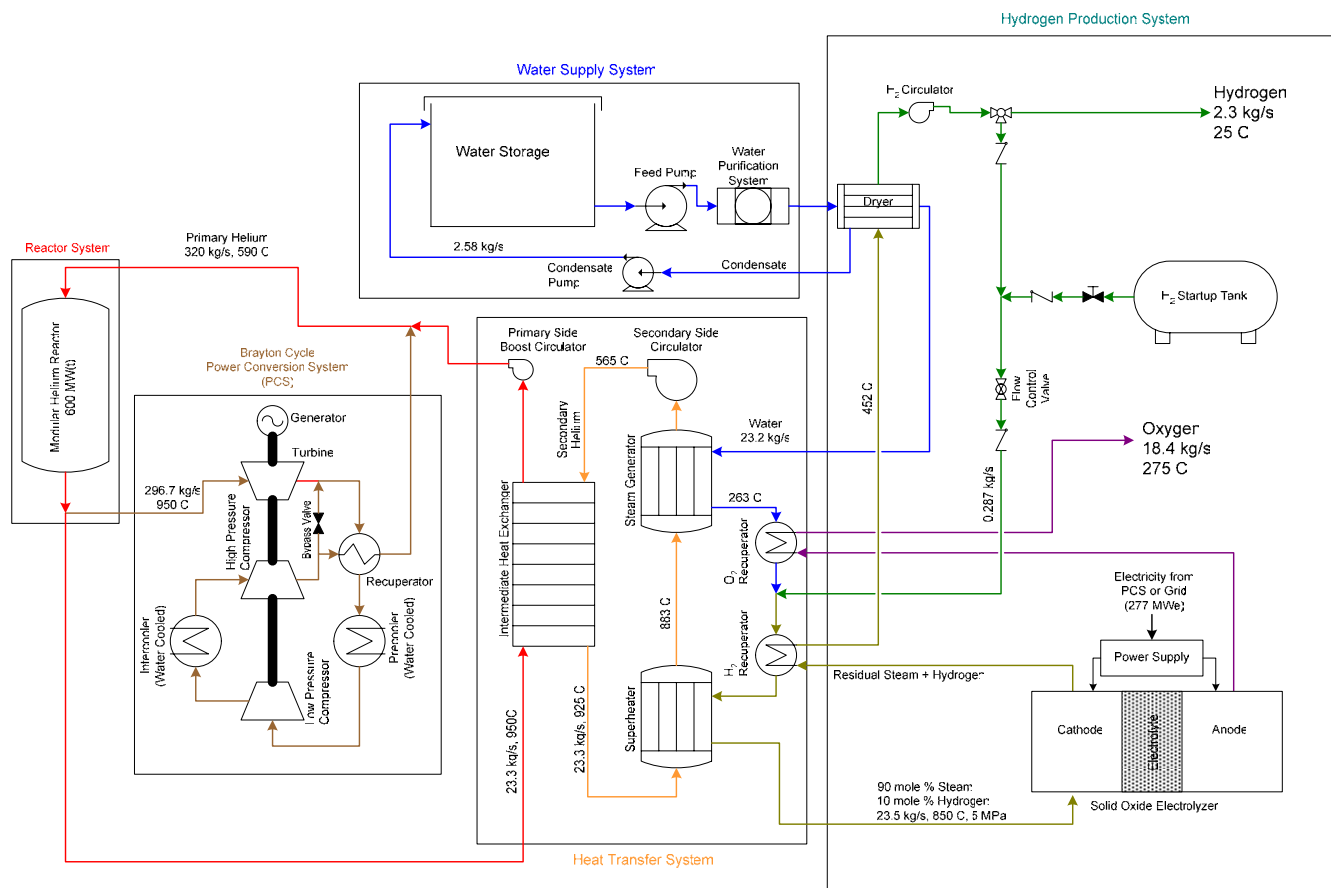 Hydrogen Production System
Water Supply System
H2 Circulator
Hydrogen
2.3 kg/s
25 C
Water Storage
Feed Pump
Water
Purification
System
Dryer
Primary Helium
320 kg/s, 590 C
Reactor System
2.58 kg/s
Condensate
Pump
Condensate
H2 Startup Tank
Modular Helium Reactor
600 MW(t)
Brayton Cycle
Power Conversion System
(PCS)
Primary Side
Boost Circulator
Secondary Side
Circulator
565 C
Secondary
Helium
452 C
Flow
Control
Valve
Generator
Turbine
Water
23.2 kg/s
Oxygen
18.4 kg/s
275 C
296.7 kg/s
950 C
High Pressure
Compressor
Bypass Valve
Recuperator
Intermediate Heat Exchanger
Steam Generator
263 C
O2
Recuperator
0.287 kg/s
Electricity from
PCS or Grid
(277 MWe)
Power Supply
883 C
H2
Recuperator
Residual Steam + Hydrogen
Intercooler
(Water Cooled)
Precooler
(Water Cooled)
Low Pressure
Compressor
23.3 kg/s, 950C
23.3 kg/s, 925 C
Superheater
Cathode
Electrolyte
Anode
90 mole % Steam
10 mole % Hydrogen
23.5 kg/s, 850 C, 5 MPa
Solid Oxide Electrolyzer
Heat Transfer System